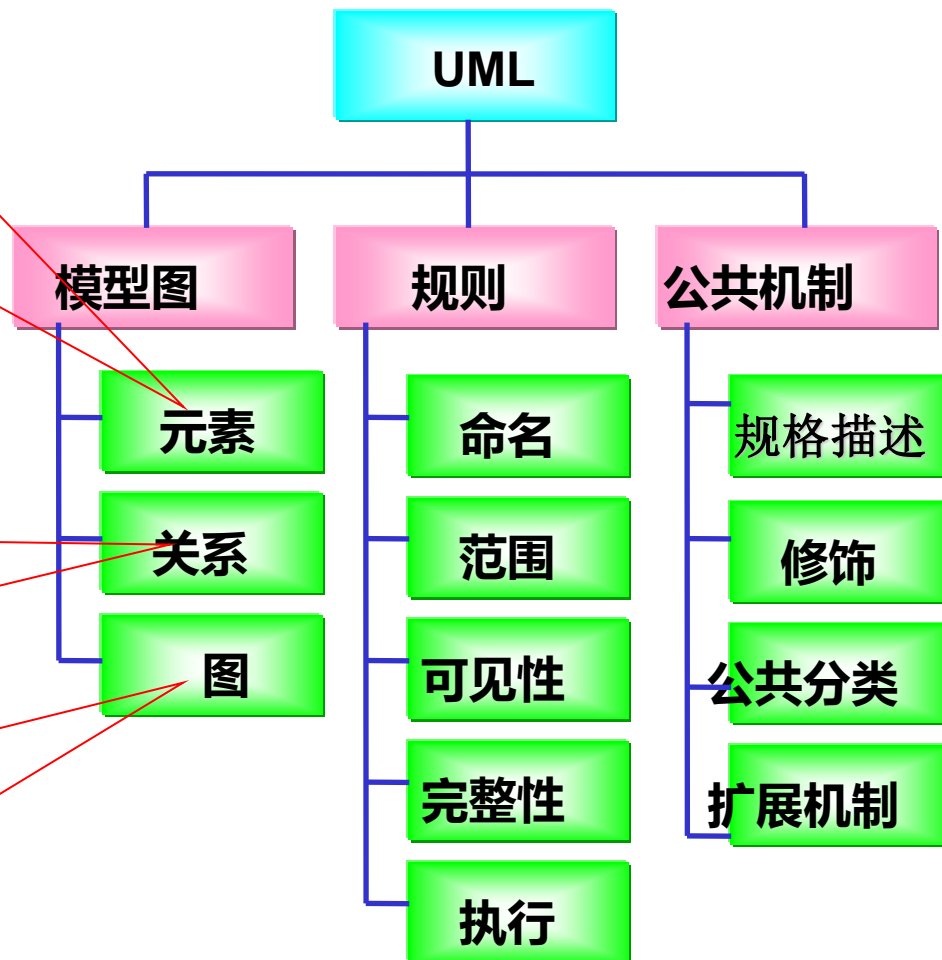 UML
模型图
规则
公共机制
元素
关系
图
命名
范围
可见性
完整性
执行
规格描述
修饰
公共分类
扩展机制